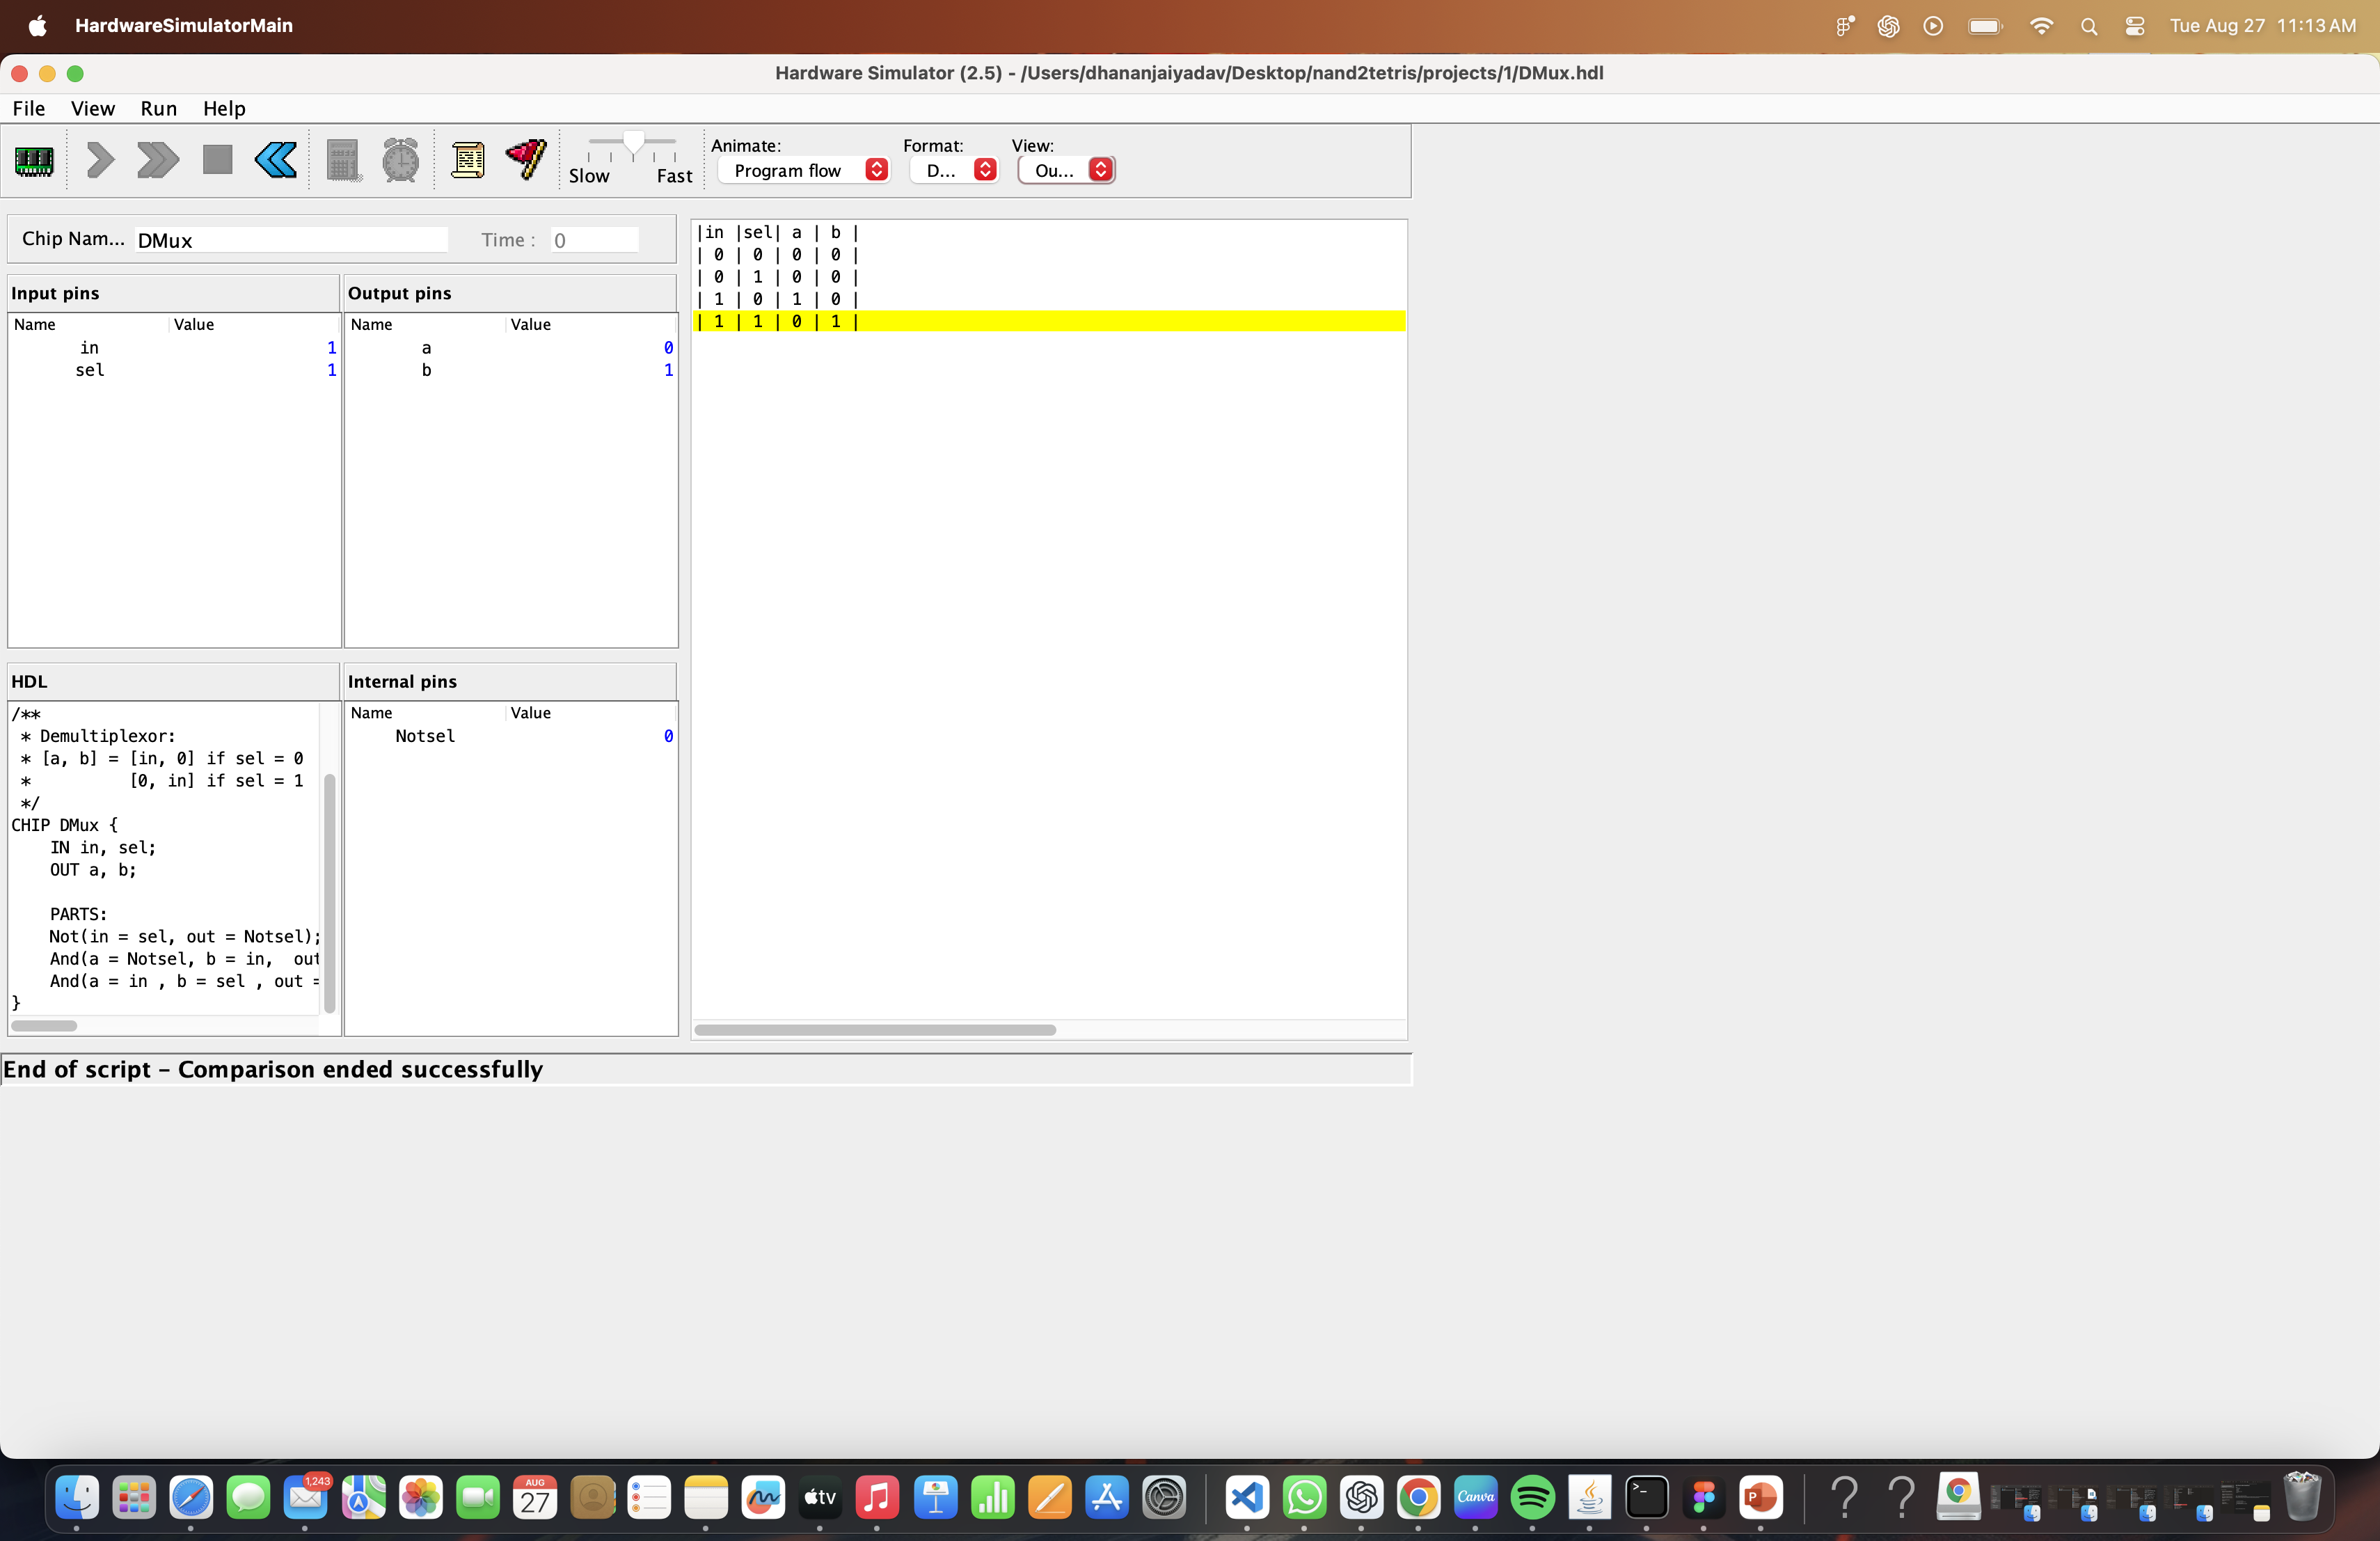 HardwareSimulatorMain
Tue Aug 27 11:13 AM
Hardware Simulator (2.5) - /Users/dhananjaiyadav/Desktop/nand2tetris/projects/1/DMux.hdl
File View Run Help
Animate: Format: View:
Slow Fast Program flow D... Ou...
Chip Nam... DMux Time : 0
Input pins Output pins
Name Value Name Value
in 1 a 0
sel 1 b 1
|in |sel| a | b |
| 0 | 0 | 0 | 0 |
| 0 | 1 | 0 | 0 |
| 1 | 0 | 1 | 0 |
| 1 | 1 | 0 | 1 |
HDL Internal pins
Name Value
Notsel 0
/**
* Demultiplexor:
* [a, b] = [in, 0] if sel = 0
* [0, in] if sel = 1
*/
CHIP DMux {
IN in, sel;
OUT a, b;
PARTS:
Not(in = sel, out = Notsel);
And(a = Notsel, b = in, out
And(a = in , b = sel , out =
}
End of script – Comparison ended successfully
1,243
AUG
27
tv
Canva